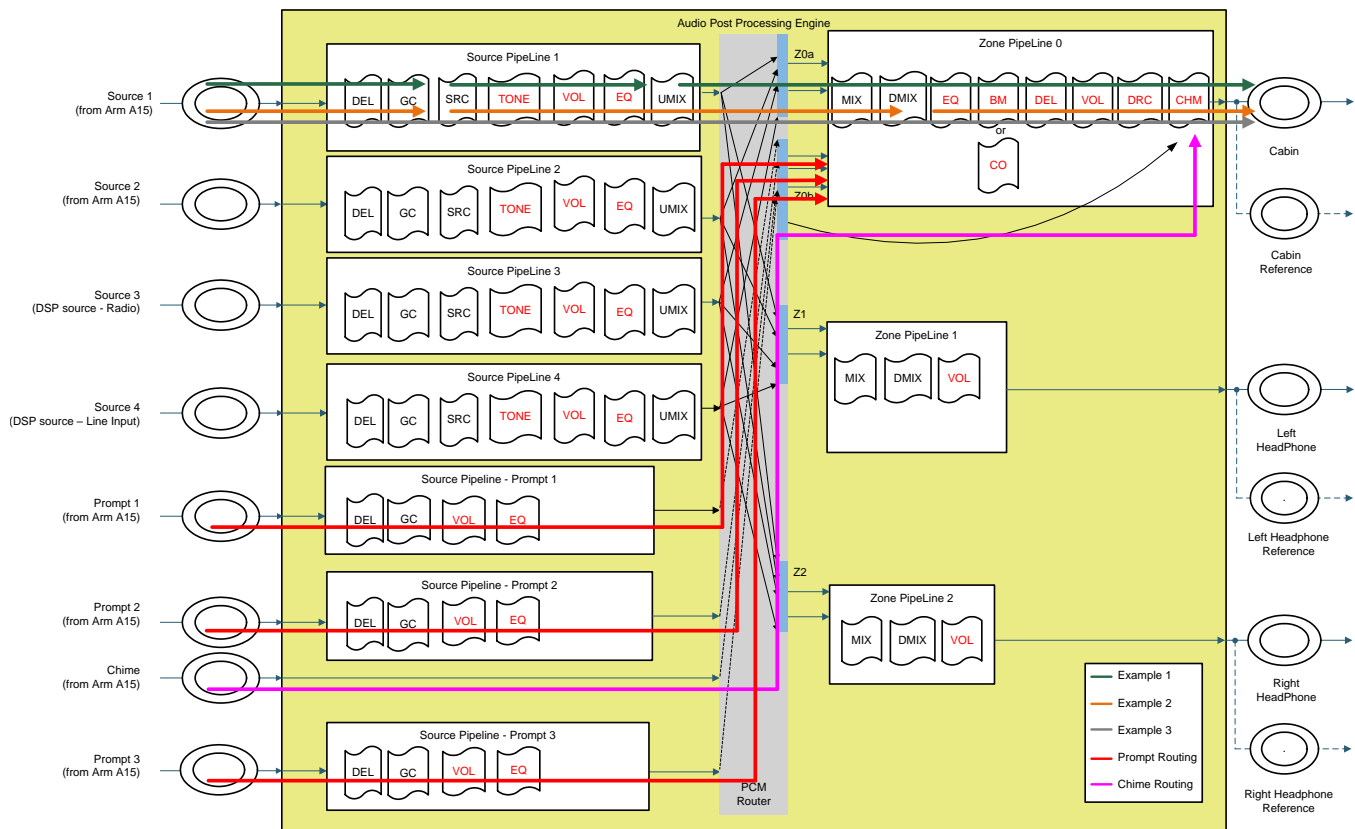 Audio Post Processing Engine
Source 1
(from Arm A15)
Source PipeLine 1
DEL GC SRC TONE VOL EQ UMIX
Z0a
Zone PipeLine 0
MIX DMIX EQ BM DEL VOL DRC CHM
or
CO
Cabin
Source 2
(from Arm A15)
Source PipeLine 2
DEL GC SRC TONE VOL EQ UMIX
Z0b
Cabin
Reference
Source 3
(DSP source - Radio)
Source PipeLine 3
DEL GC SRC TONE VOL EQ UMIX
Z1
Zone PipeLine 1
MIX DMIX VOL
Source 4
(DSP source – Line Input)
Source PipeLine 4
DEL GC SRC TONE VOL EQ UMIX
Left
HeadPhone
Prompt 1
(from Arm A15)
Source Pipeline - Prompt 1
DEL GC VOL EQ
Left Headphone
Reference
Prompt 2
(from Arm A15)
Source Pipeline - Prompt 2
DEL GC VOL EQ
Z2
Zone PipeLine 2
MIX DMIX VOL
Chime
(from Arm A15)
Right
HeadPhone
Prompt 3
(from Arm A15)
Source Pipeline - Prompt 3
DEL GC VOL EQ
PCM
Router
Example 1
Example 2
Example 3
Prompt Routing
Chime Routing
Right Headphone
Reference